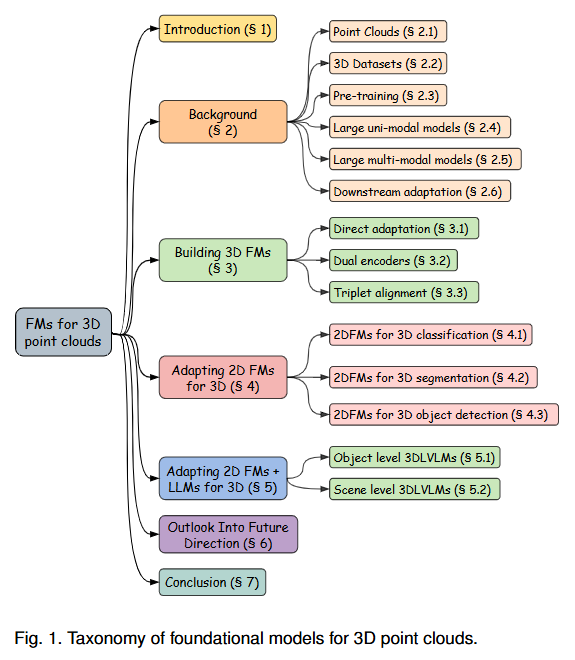 Introduction (§ 1)
Background
(§ 2)
Point Clouds (§ 2.1)
3D Datasets (§ 2.2)
Pre-training (§ 2.3)
Large uni-modal models (§ 2.4)
Large multi-modal models (§ 2.5)
Downstream adaptation (§ 2.6)
Building 3D FMs
(§ 3)
Direct adaptation (§ 3.1)
Dual encoders (§ 3.2)
Triplet alignment (§ 3.3)
FMs for 3D
point clouds
Adapting 2D FMs
for 3D (§ 4)
2DFMs for 3D classification (§ 4.1)
2DFMs for 3D segmentation (§ 4.2)
2DFMs for 3D object detection (§ 4.3)
Adapting 2D FMs +
LLMs for 3D (§ 5)
Object level 3DLVLMs (§ 5.1)
Scene level 3DLVLMs (§ 5.2)
Outlook Into Future
Direction (§ 6)
Conclusion (§ 7)
Fig. 1. Taxonomy of foundational models for 3D point clouds.